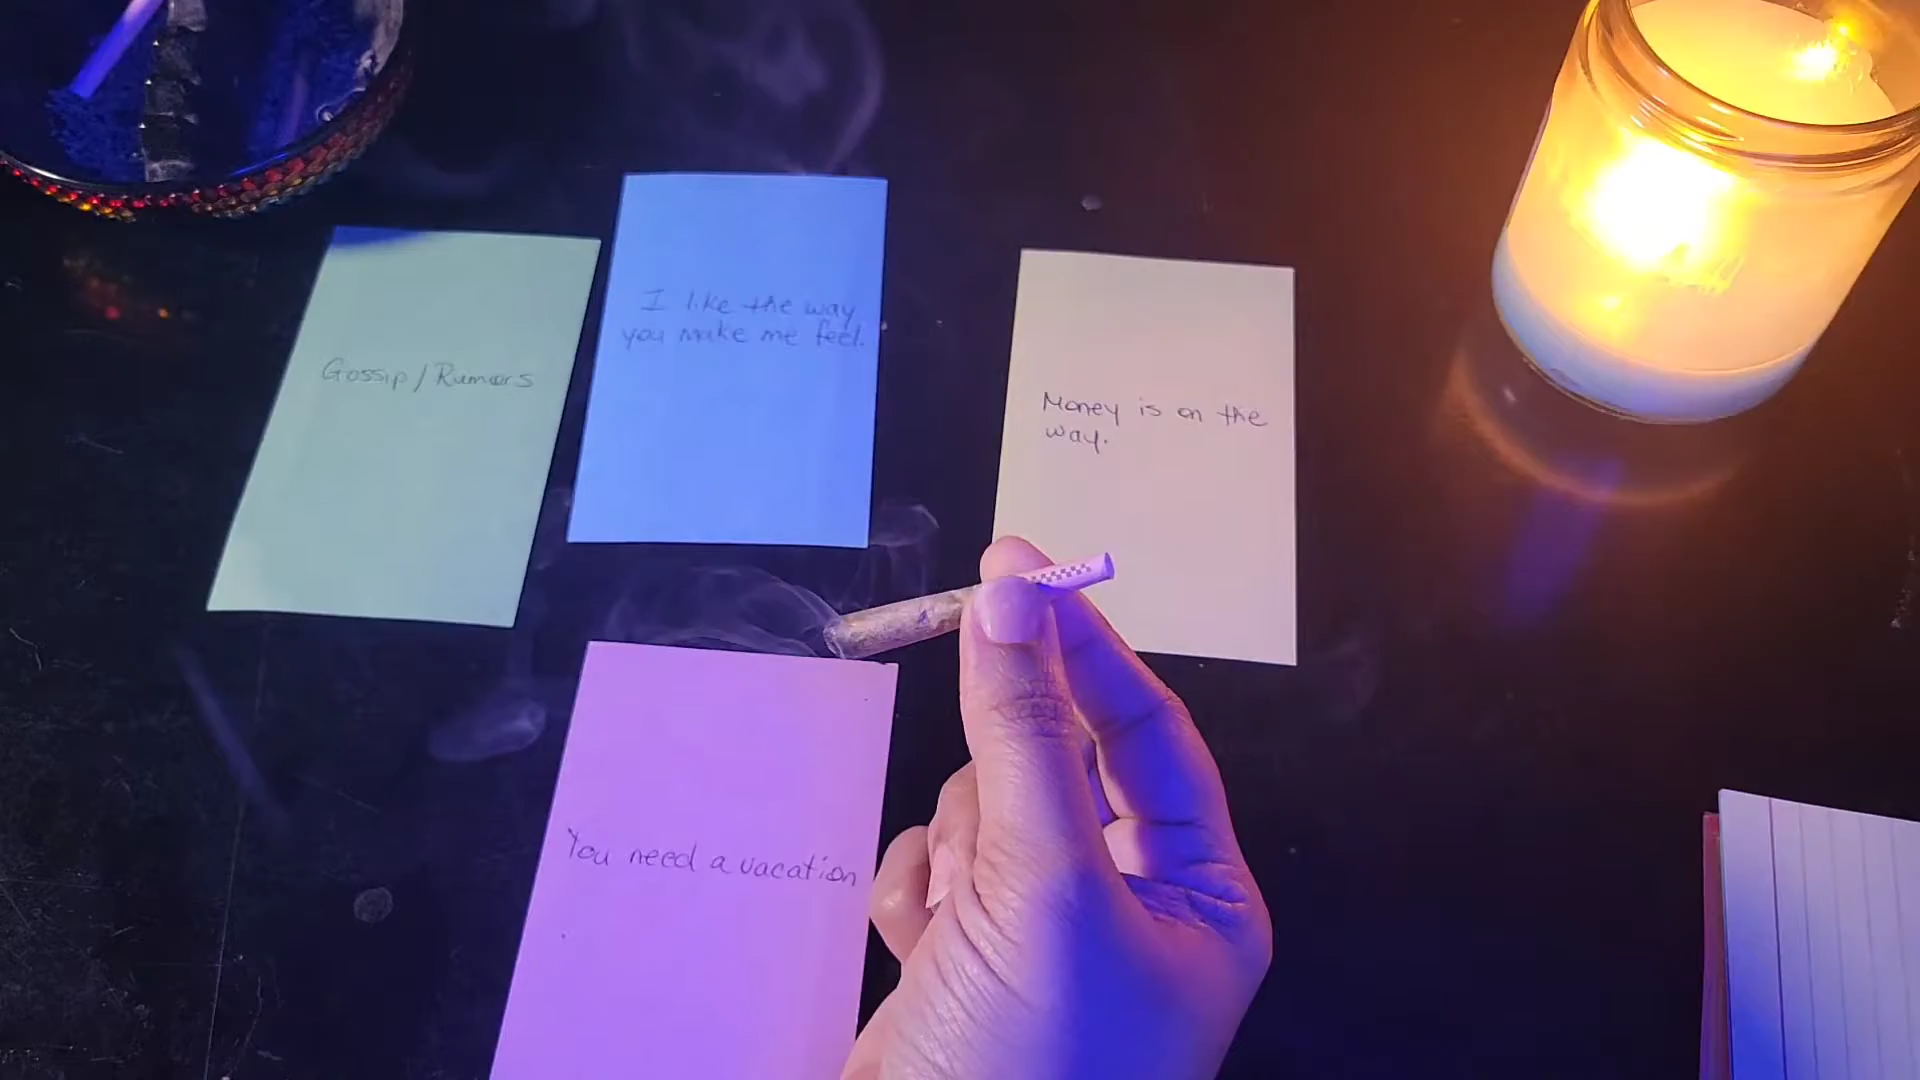 Gossip/Rumors
I like the way
you make me feel.
Money is on the
way.
You need a vacation